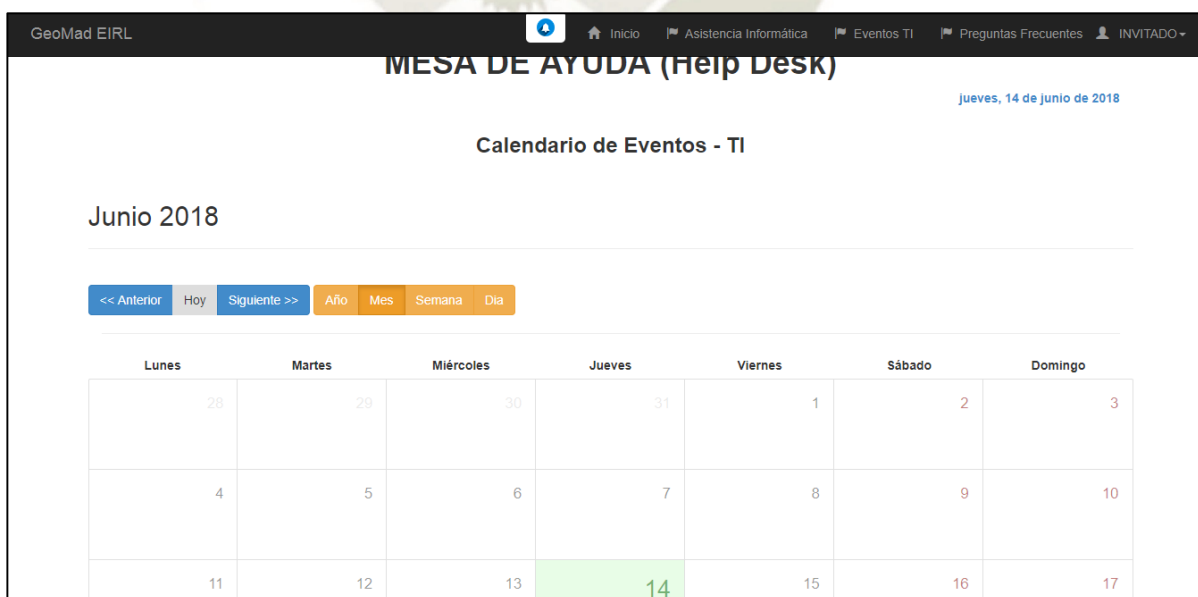 GeoMad EIRL Inicio Asistencia Informática Eventos TI Preguntas Frecuentes INVITADO
MESA DE AYUDA (Help Desk)
jueves, 14 de junio de 2018
Calendario de Eventos - TI
Junio 2018
<< Anterior Hoy Siguiente >> Año Mes Semana Dia
Lunes Martes Miércoles Jueves Viernes Sábado Domingo
28 29 30 31 1 2 3
4 5 6 7 8 9 10
11 12 13 14 15 16 17